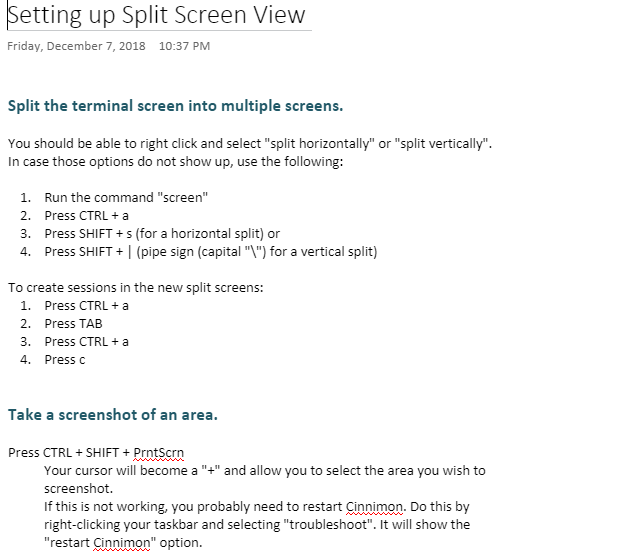 Setting up Split Screen View
Friday, December 7, 2018 10:37 PM
Split the terminal screen into multiple screens.
You should be able to right click and select "split horizontally" or "split vertically".
In case those options do not show up, use the following:
1. Run the command "screen"
2. Press CTRL + a
3. Press SHIFT + s (for a horizontal split) or
4. Press SHIFT + | (pipe sign (capital "\") for a vertical split)
To create sessions in the new split screens:
1. Press CTRL + a
2. Press TAB
3. Press CTRL + a
4. Press c
Take a screenshot of an area.
Press CTRL + SHIFT + PrntScrn
Your cursor will become a "+" and allow you to select the area you wish to
screenshot.
If this is not working, you probably need to restart Cinnimon. Do this by
right-clicking your taskbar and selecting "troubleshoot". It will show the
"restart Cinnimon" option.